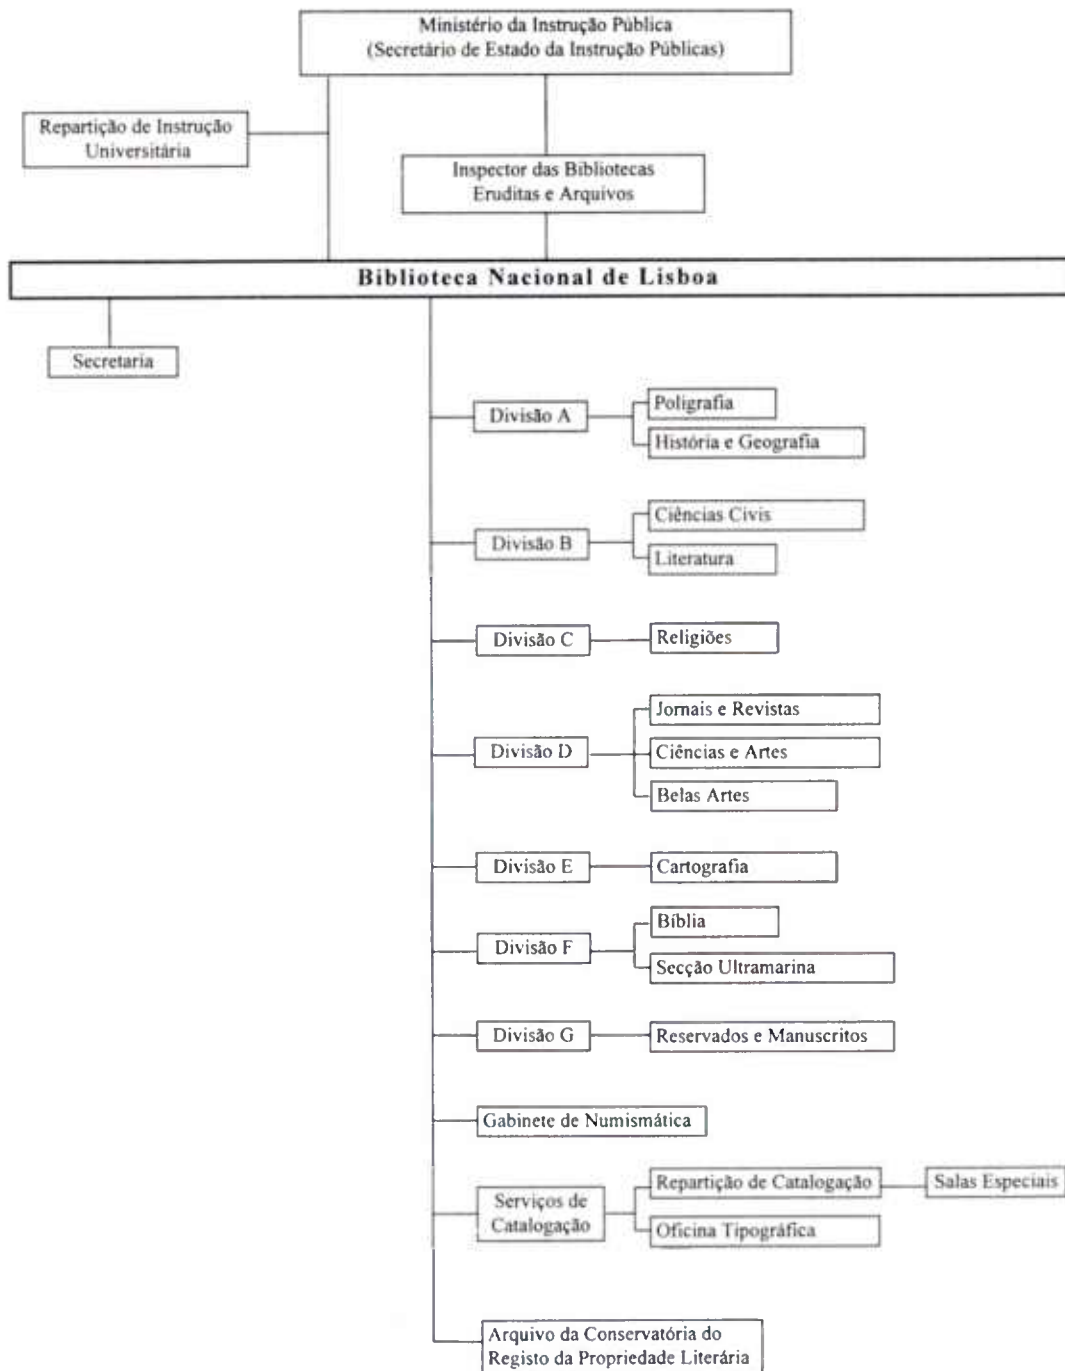 Ministério da Instrução Pública
(Secretário de Estado da Instrução Públicas)
Repartição de Instrução
Universitária
Inspector das Bibliotecas
Eruditas e Arquivos
Biblioteca Nacional de Lisboa
Secretaria
Divisão A
Poligrafia
História e Geografia
Divisão B
Ciências Civis
Literatura
Divisão C
Religiões
Divisão D
Jornais e Revistas
Ciências e Artes
Belas Artes
Divisão E
Cartografia
Divisão F
Bíblia
Secção Ultramarina
Divisão G
Reservados e Manuscritos
Gabinete de Numismática
Serviços de
Catalogação
Repartição de Catalogação
Salas Especiais
Oficina Tipográfica
Arquivo da Conservatória do
Registo da Propriedade Literária